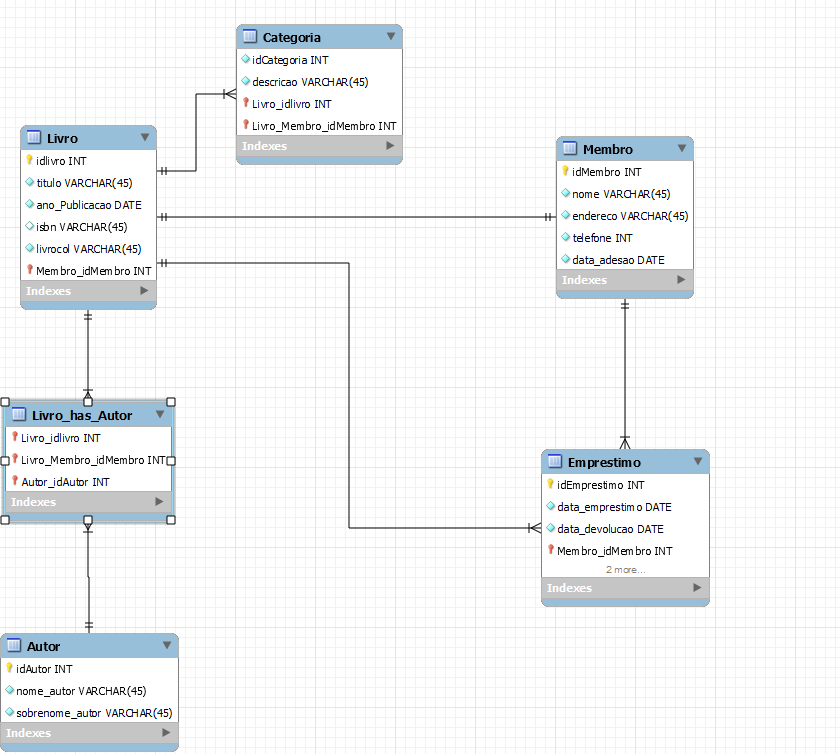 Categoria
idCategoria INT
descricao VARCHAR(45)
Livro_idlivro INT
Livro_Membro_idMembro INT
Indexes
Livro
idlivro INT
titulo VARCHAR(45)
ano_Publicacao DATE
isbn VARCHAR(45)
livrocol VARCHAR(45)
Membro_idMembro INT
Indexes
Membro
idMembro INT
nome VARCHAR(45)
endereco VARCHAR(45)
telefone INT
data_adesao DATE
Indexes
Livro_has_Autor
Livro_idlivro INT
Livro_Membro_idMembro INT
Autor_idAutor INT
Indexes
Emprestimo
idEmprestimo INT
data_emprestimo DATE
data_devolucao DATE
Membro_idMembro INT
2 more...
Indexes
Autor
idAutor INT
nome_autor VARCHAR(45)
sobrenome_autor VARCHAR(45)
Indexes